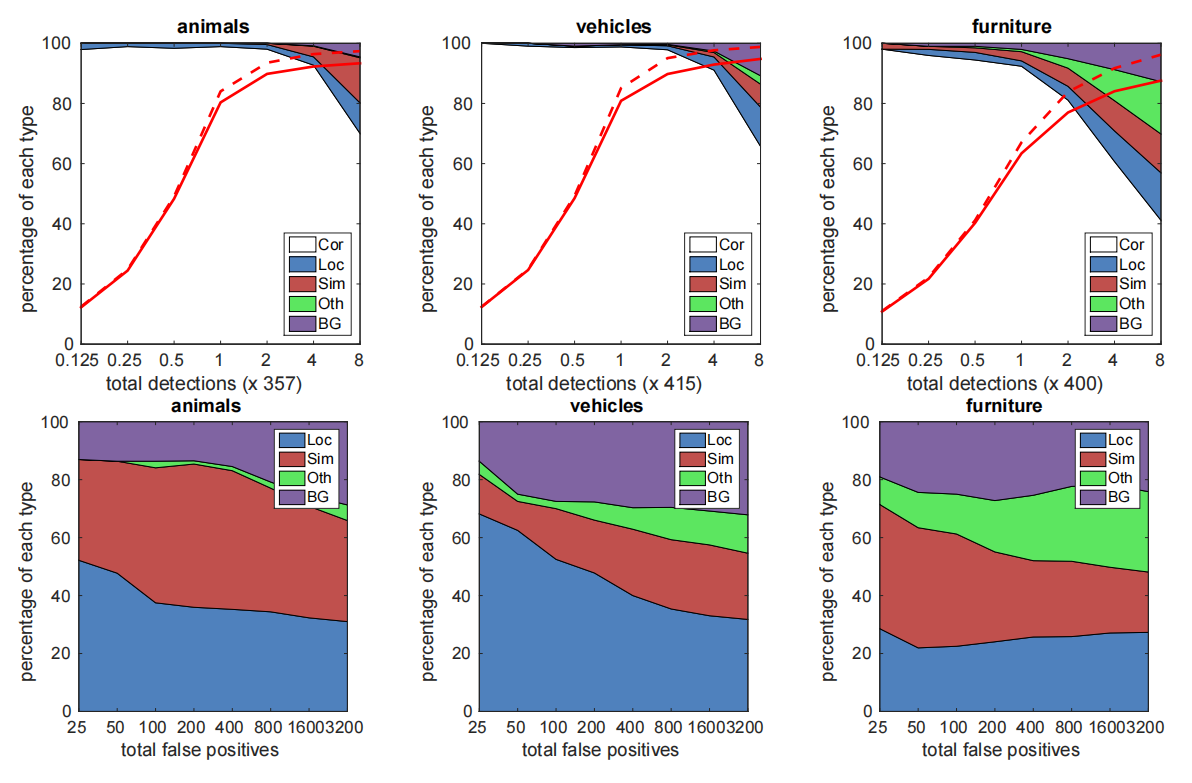 animals
percentage of each type
100
80
60
40
20
0
Cor
Loc
Sim
Oth
BG
0.125 0.25 0.5 1 2 4 8
total detections (x 357)
vehicles
percentage of each type
100
80
60
40
20
0
Cor
Loc
Sim
Oth
BG
0.125 0.25 0.5 1 2 4 8
total detections (x 415)
furniture
percentage of each type
100
80
60
40
20
0
Cor
Loc
Sim
Oth
BG
0.125 0.25 0.5 1 2 4 8
total detections (x 400)
animals
percentage of each type
100
80
60
40
20
0
Loc
Sim
Oth
BG
25 50 100 200 400 800 1600 3200
total false positives
vehicles
percentage of each type
100
80
60
40
20
0
Loc
Sim
Oth
BG
25 50 100 200 400 800 1600 3200
total false positives
furniture
percentage of each type
100
80
60
40
20
0
Loc
Sim
Oth
BG
25 50 100 200 400 800 1600 3200
total false positives